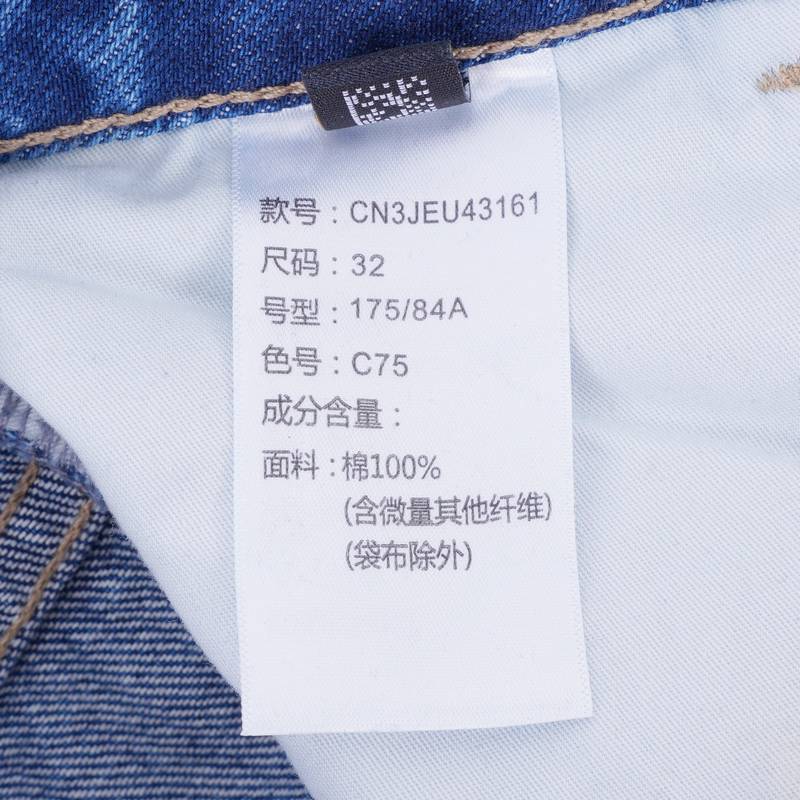 款号：CN3JEU43161
尺码：32
号型：175/84A
色号：C75
成分含量：
面料：棉100%
(含微量其他纤维)
(袋布除外)